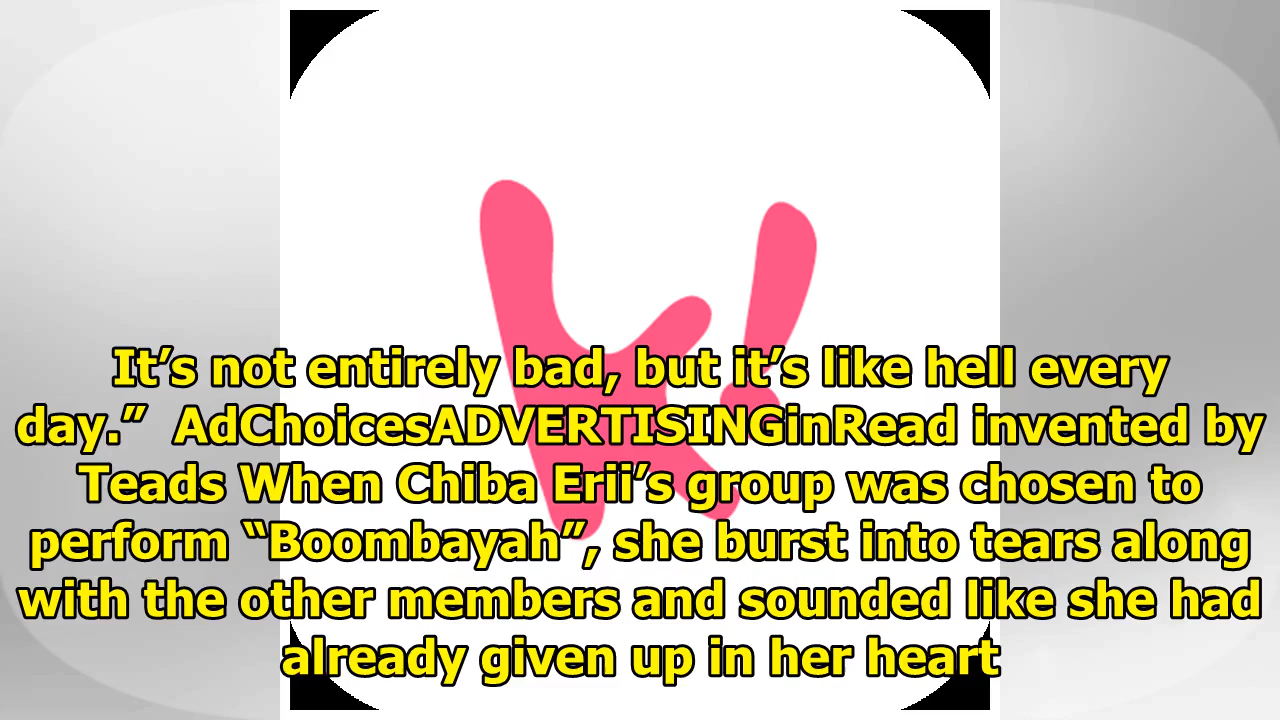 It’s not entirely bad, but it’s like hell every
day.”  AdChoicesADVERTISINGinRead invented by
Teads When Chiba Erii’s group was chosen to
perform “Boombayah”, she burst into tears along
with the other members and sounded like she had
already given up in her heart